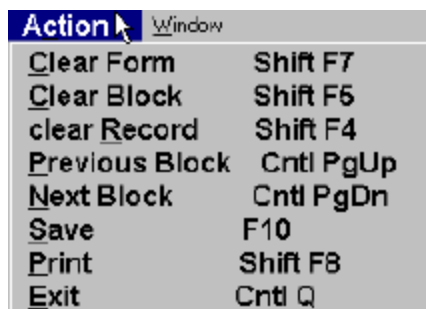 Action Window
Clear Form Shift F7
Clear Block Shift F5
clear Record Shift F4
Previous Block Cntl PgUp
Next Block Cntl PgDn
Save F10
Print Shift F8
Exit Cntl Q